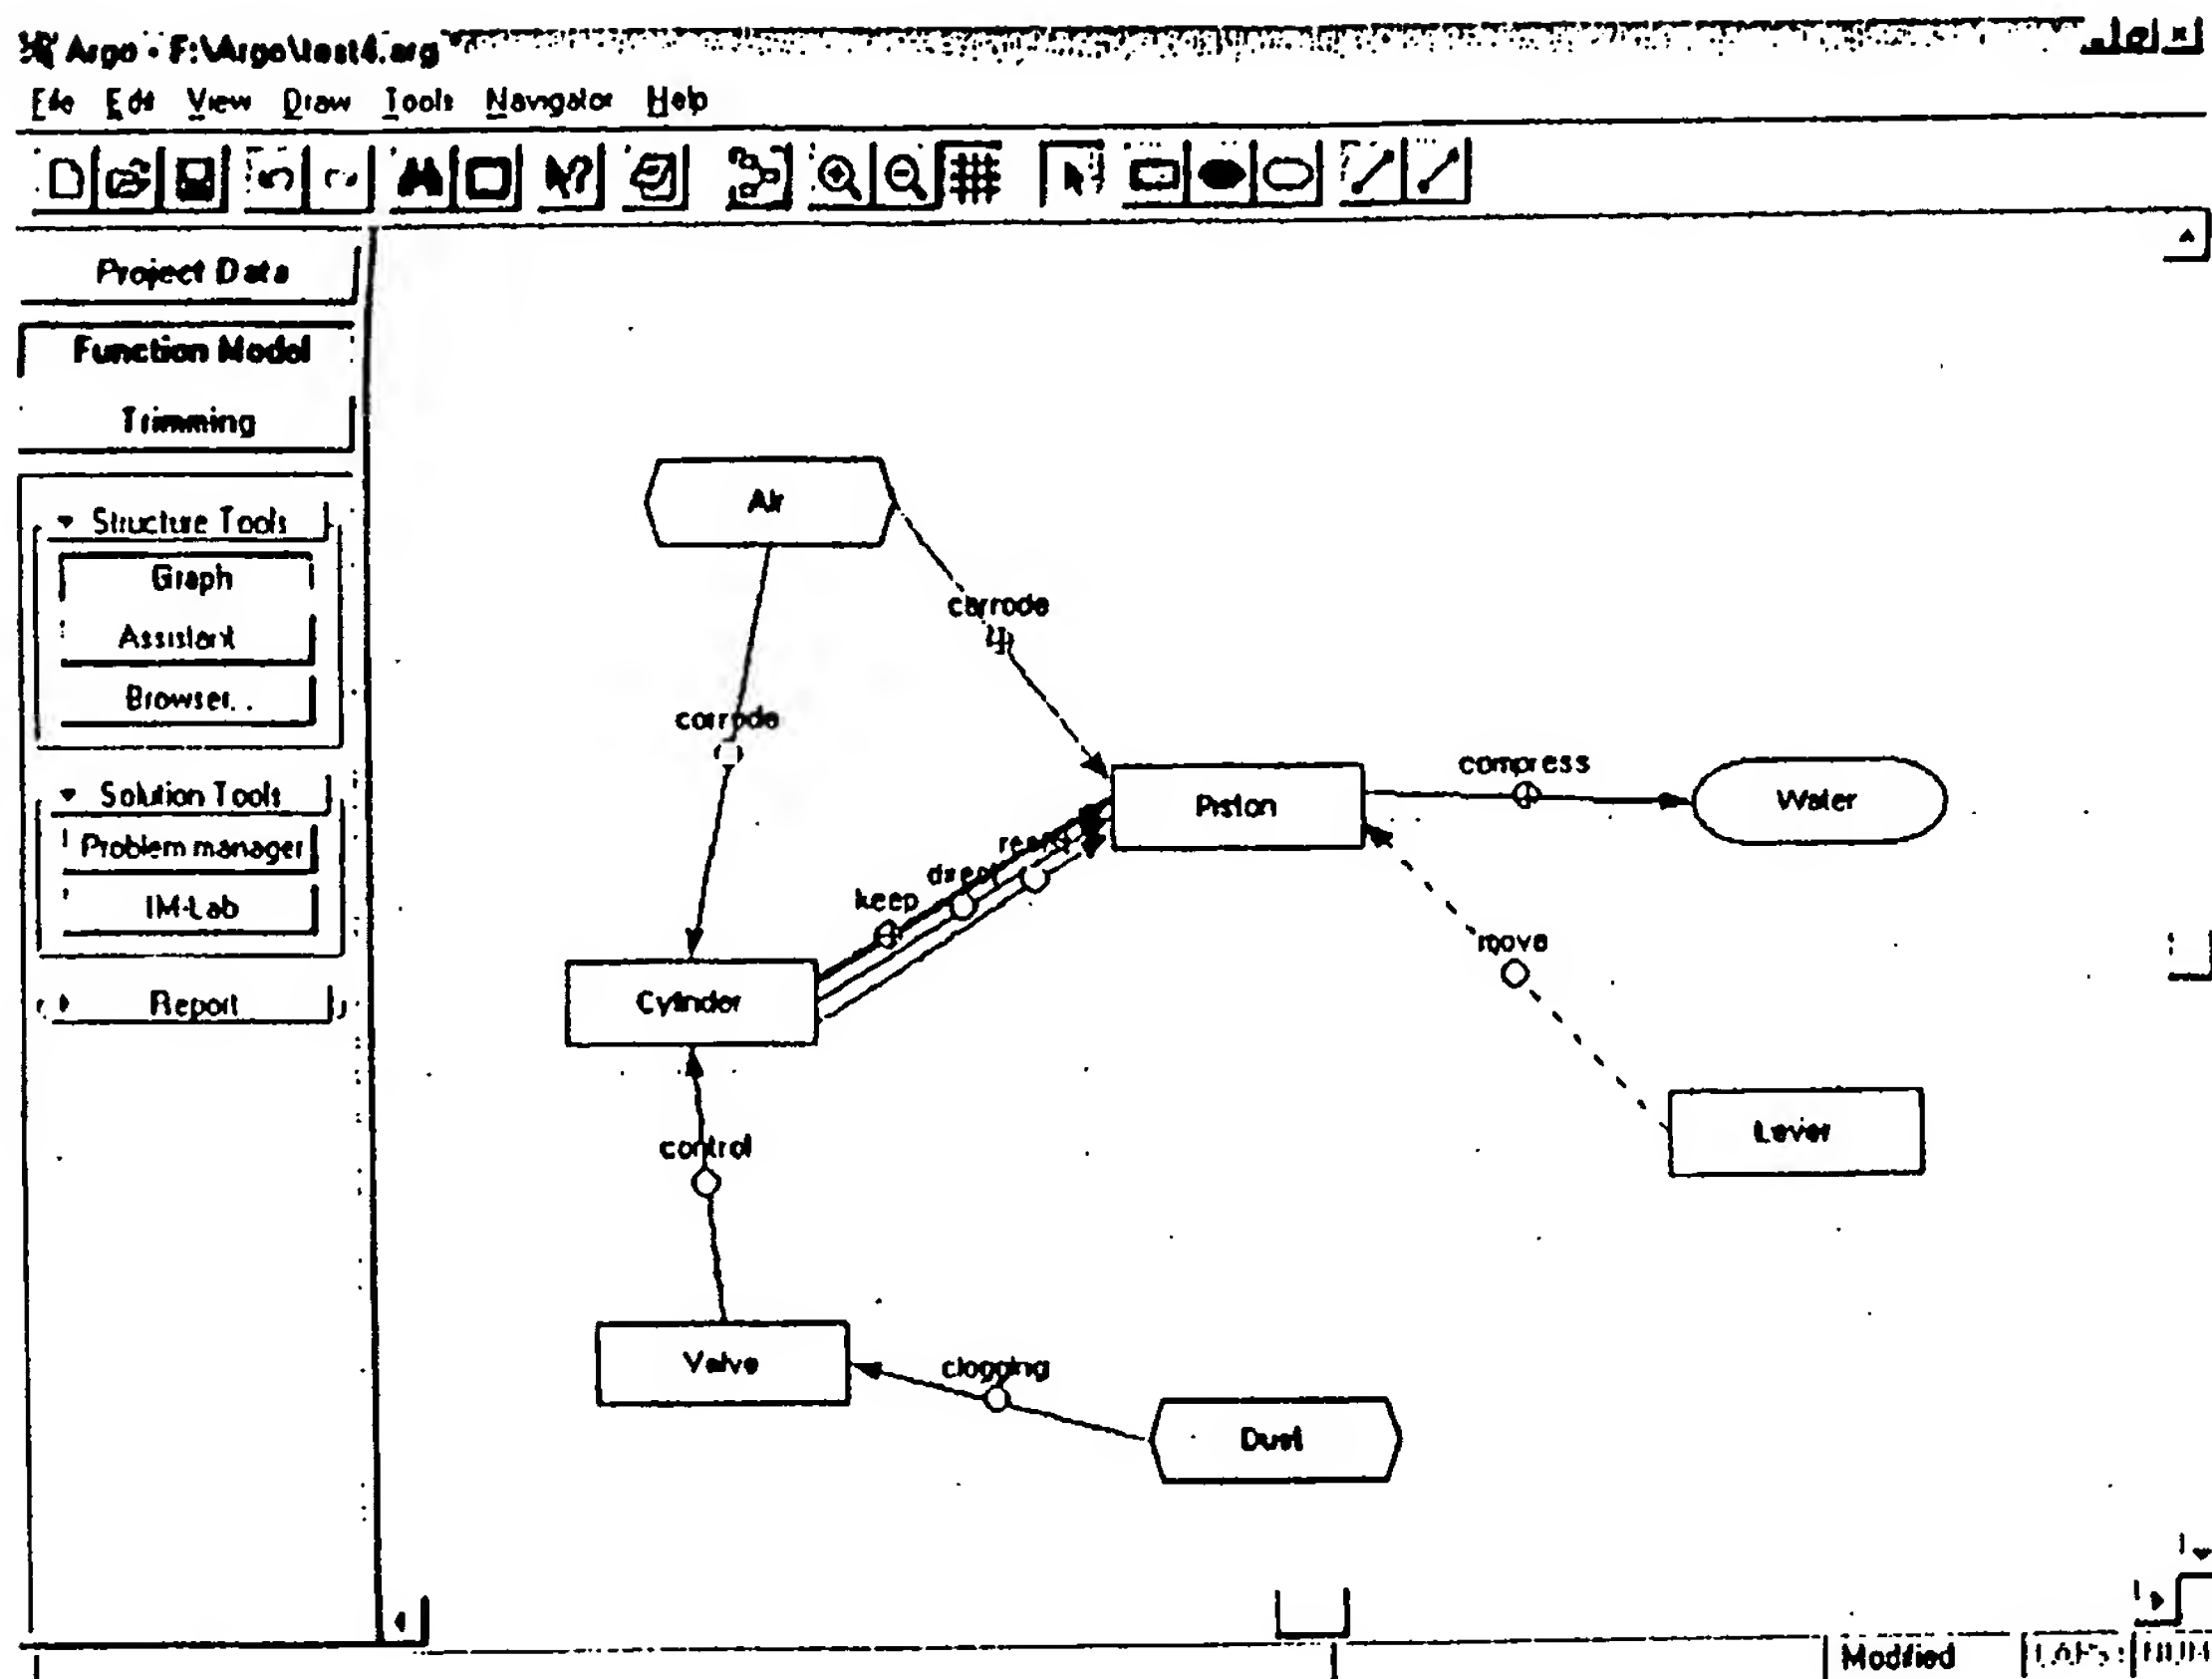 Argo - F:\Argo\test4.arg
File Edit View Draw Tools Navigator Help
Project Data
Function Model
Trimming
Structure Tools
Graph
Assistant
Browser...
Solution Tools
Problem manager
IM-Lab
Report
Air
carrode
corrode
compress
Piston
Water
keep
direct
move
Cylinder
Lever
control
Valve
clogging
Dust
Modified